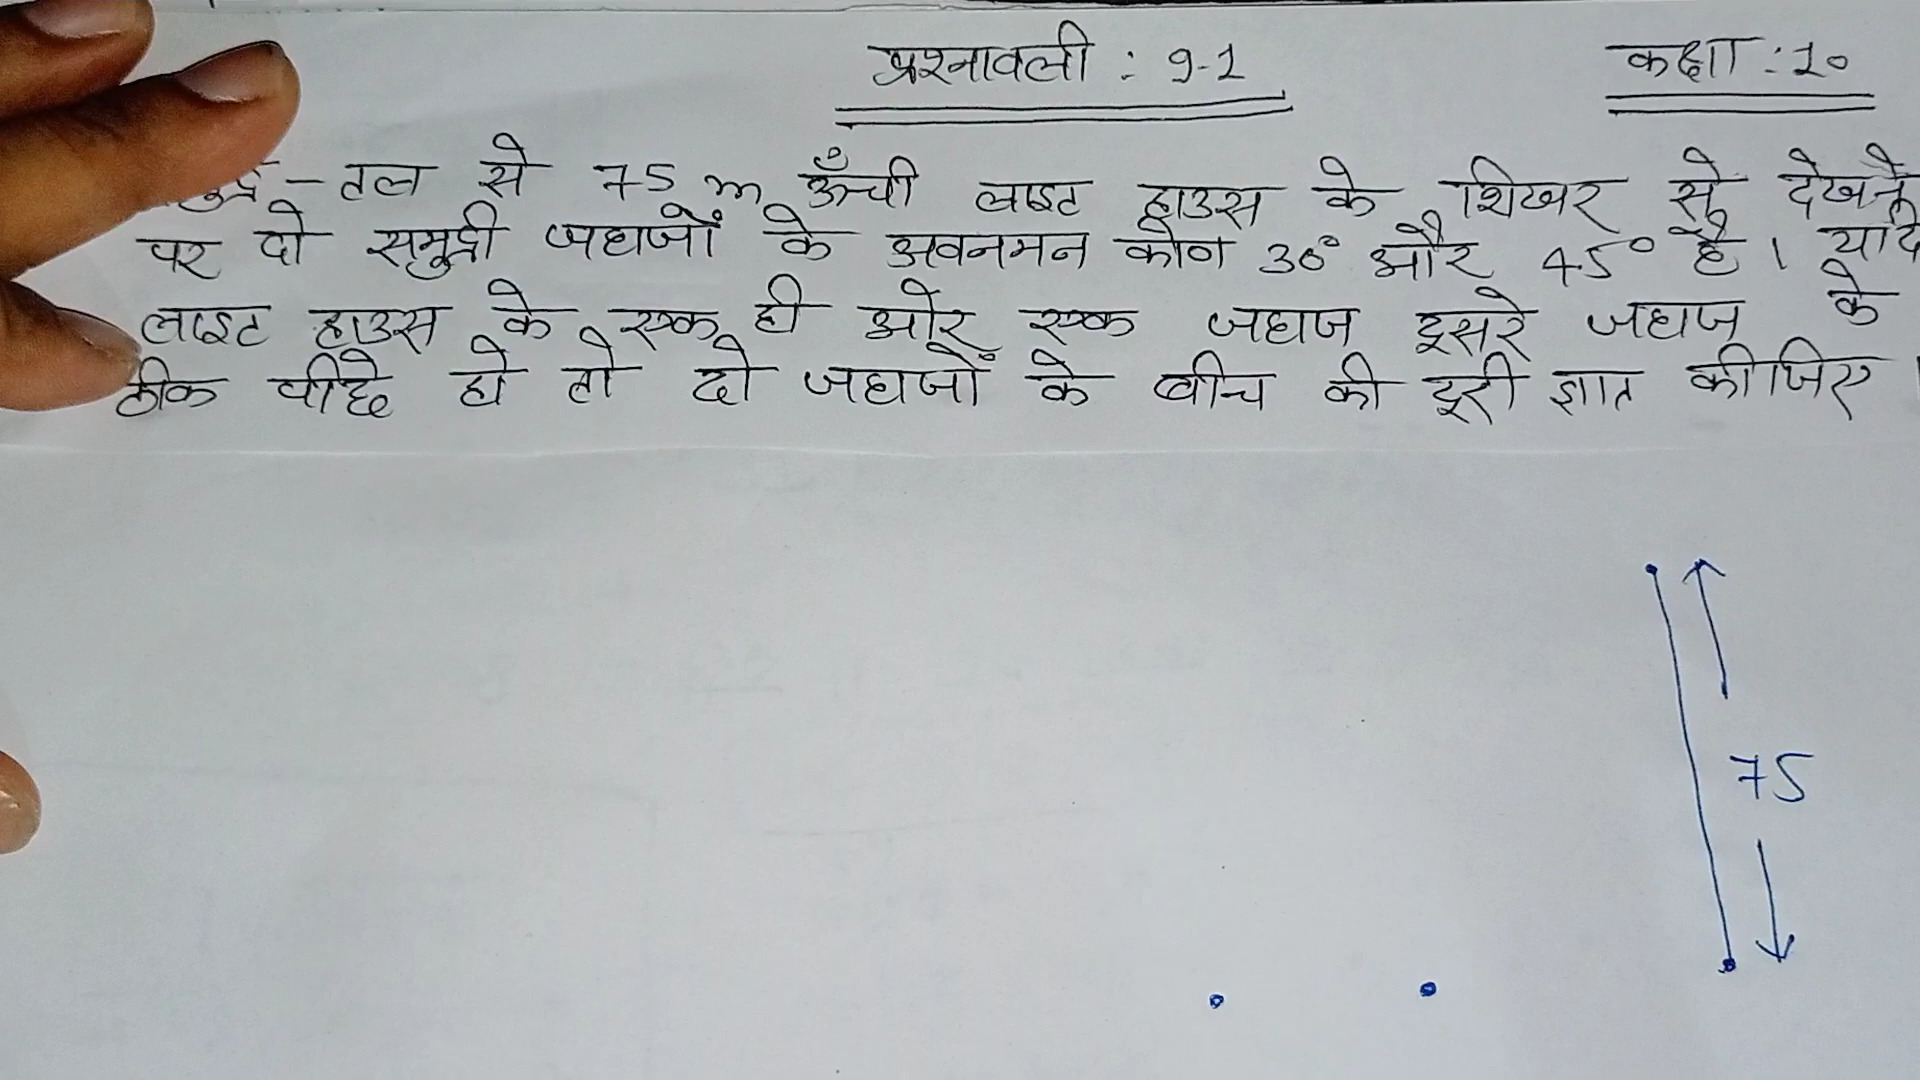 प्रश्नावली : 9.1
कक्षा : 10
तल से 75 m ऊँची लाइट हाउस के शिखर से देखने
पर दो समुद्री जहाजों के अवनमन कोण 30° और 45° है । यदि
लाइट हाउस के एक ही ओर एक जहाज दूसरे जहाज के
ठीक पीछे हो तो दो जहाजों के बीच की दूरी ज्ञात कीजिए ।
75